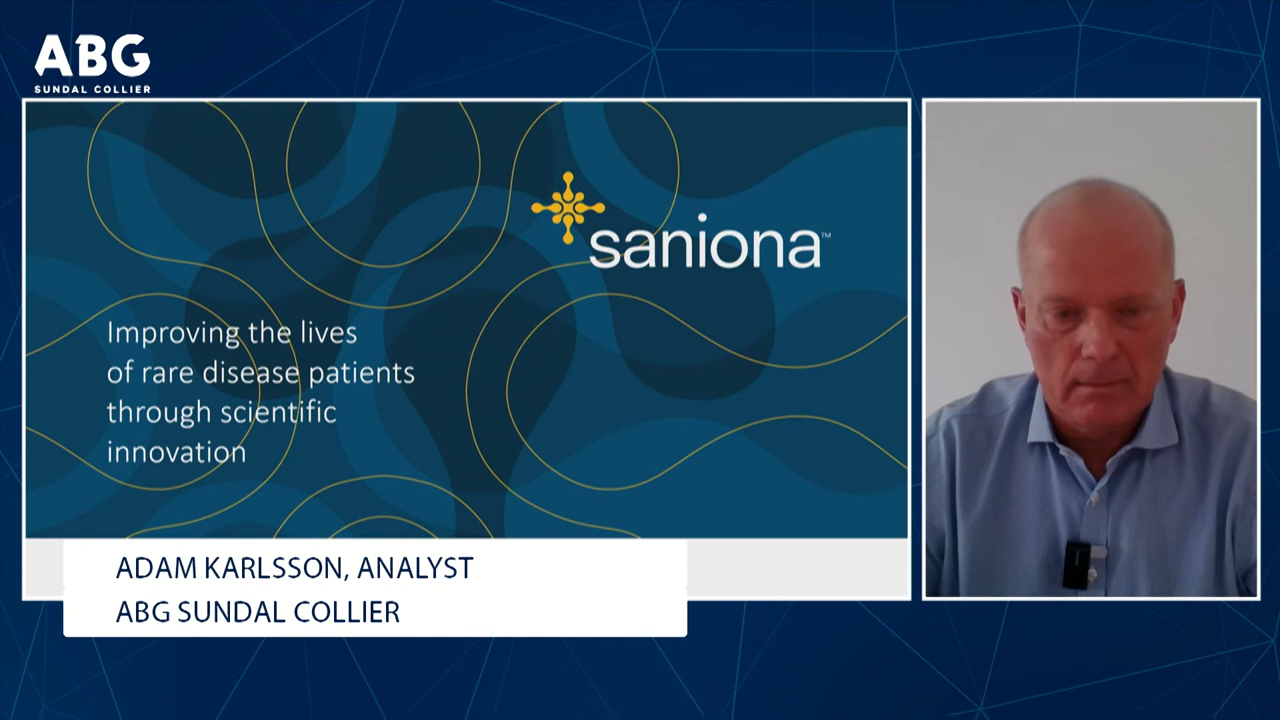 ABG
SUNDAL COLLIER
saniona™
Improving the lives
of rare disease patients
through scientific
innovation
ADAM KARLSSON, ANALYST
ABG SUNDAL COLLIER